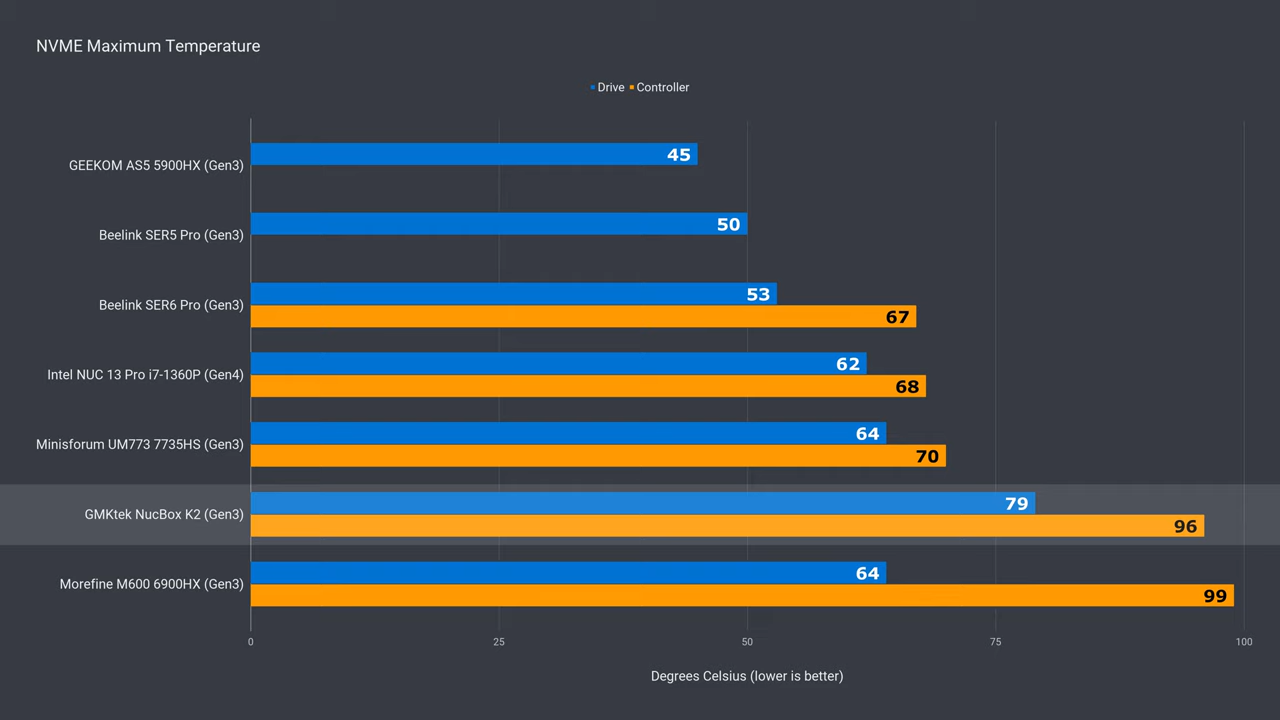 NVME Maximum Temperature
Drive Controller
GEEKOM AS5 5900HX (Gen3) 45
Beelink SER5 Pro (Gen3) 50
Beelink SER6 Pro (Gen3) 53
67
Intel NUC 13 Pro i7-1360P (Gen4) 62
68
Minisforum UM773 7735HS (Gen3) 64
70
GMKtek NucBox K2 (Gen3) 79
96
Morefine M600 6900HX (Gen3) 64
99
0 25 50 75 100
Degrees Celsius (lower is better)